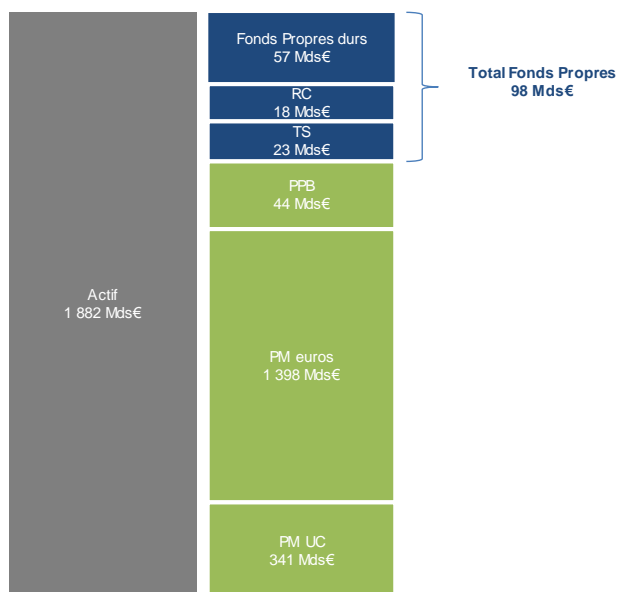 Fonds Propres durs
57 Mds€
Total Fonds Propres
98 Mds€
RC
18 Mds€
TS
23 Mds€
PPB
44 Mds€
Actif
1 882 Mds€
PM euros
1 398 Mds€
PM UC
341 Mds€